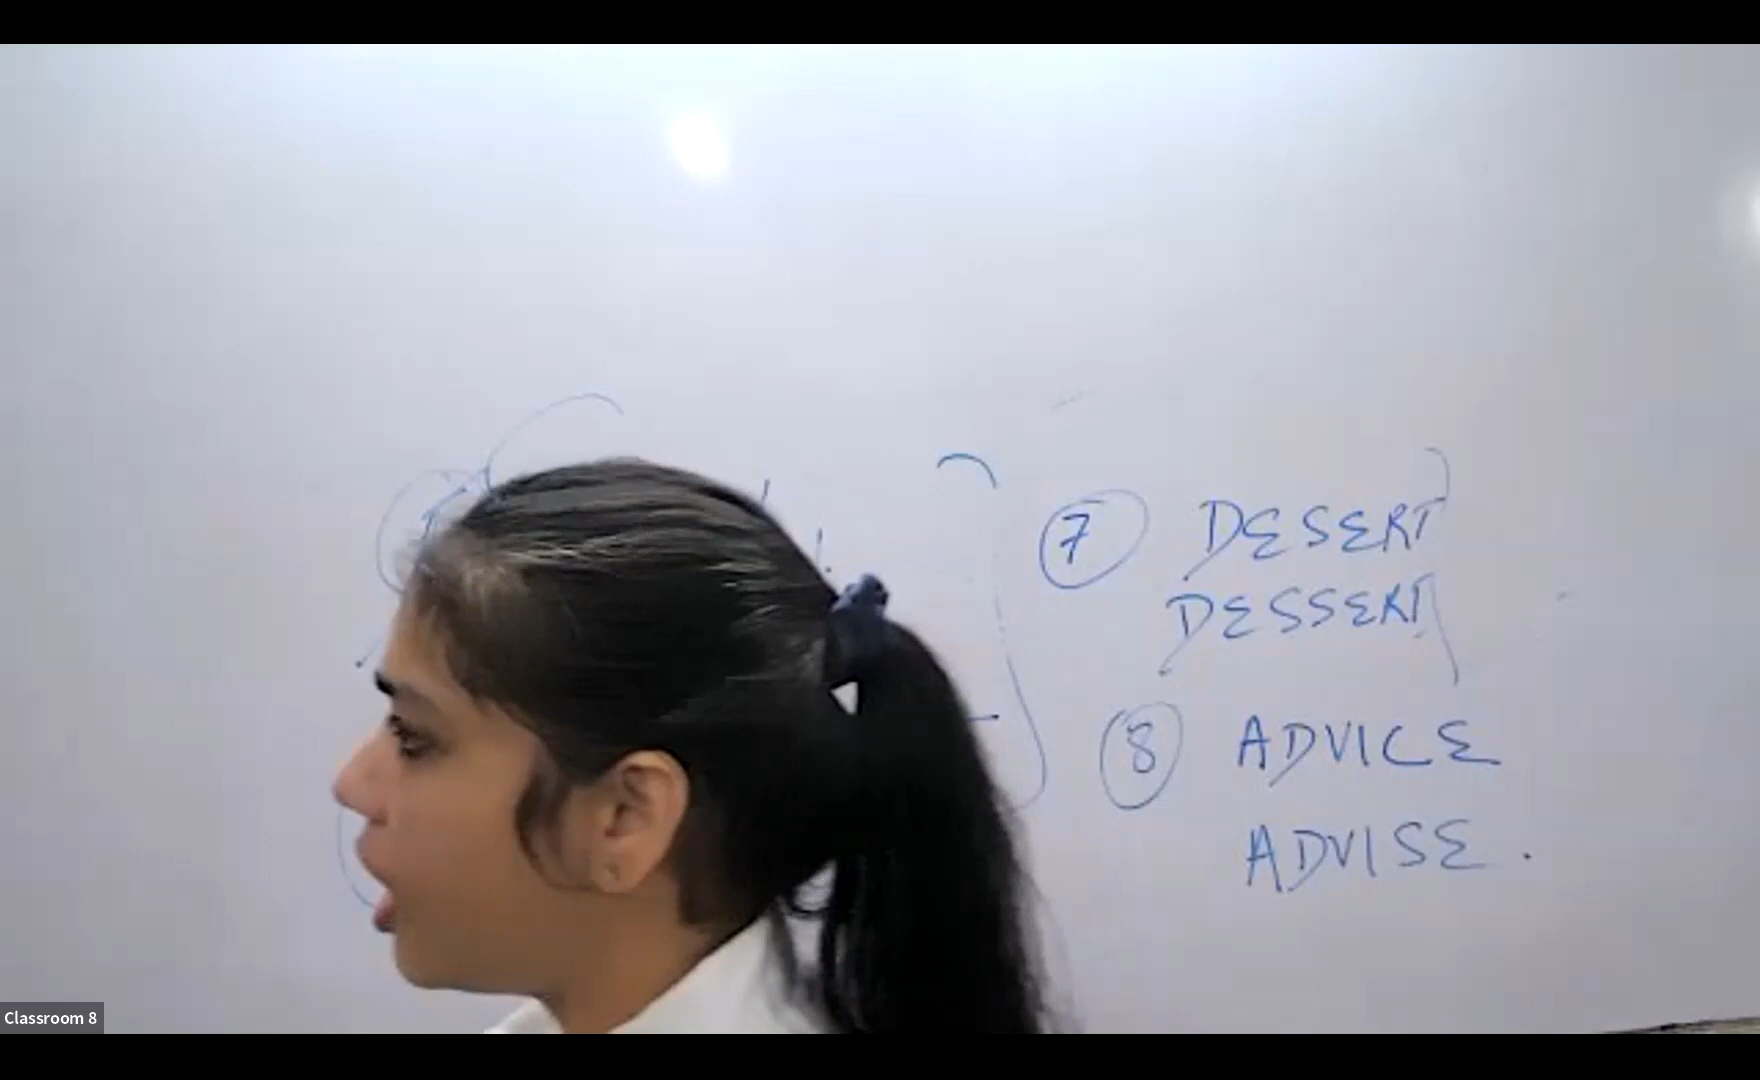 7 DESERT
DESSERT
8 ADVICE
ADVISE.
Classroom 8